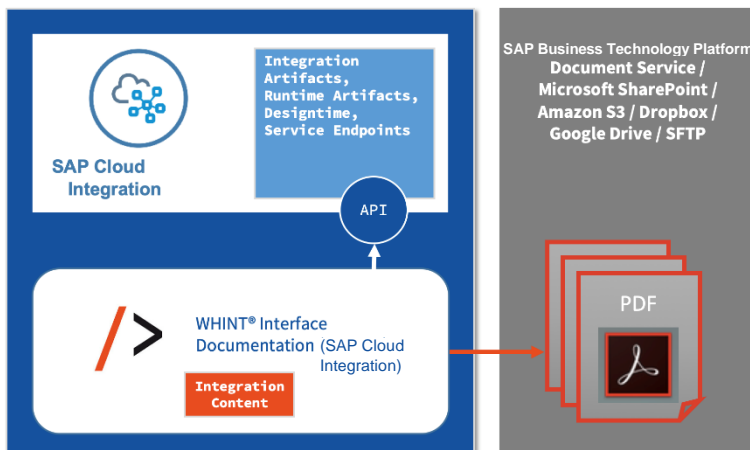 Integration
Artifacts,
Runtime Artifacts,
Designtime,
Service Endpoints
SAP Cloud
Integration
API
WHINT® Interface
Documentation (SAP Cloud
Integration)
Integration
Content
SAP Business Technology Platform
Document Service /
Microsoft SharePoint /
Amazon S3 / Dropbox /
Google Drive / SFTP
PDF